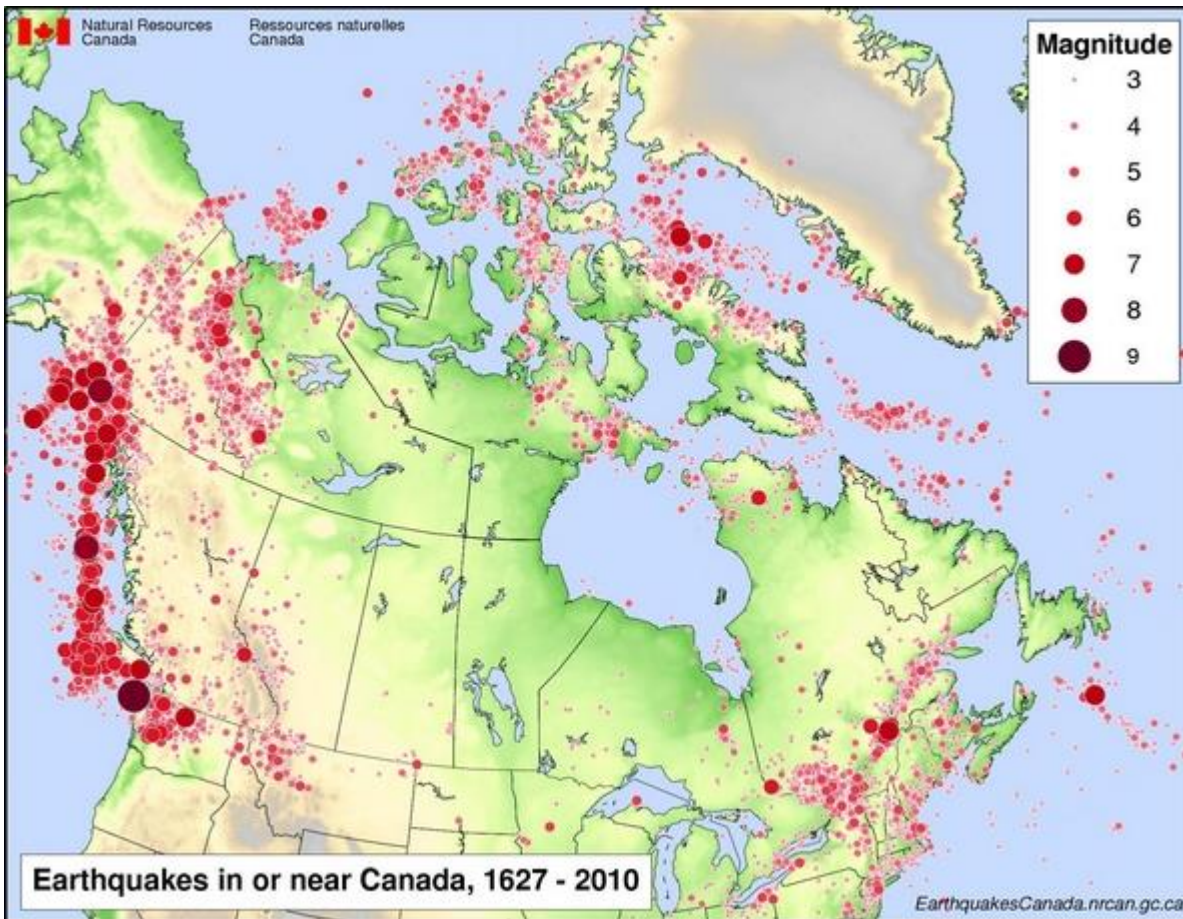 Natural Resources
Canada
Ressources naturelles
Canada
Magnitude
3
4
5
6
7
8
9
Earthquakes in or near Canada, 1627 - 2010
EarthquakesCanada.nrcan.gc.ca